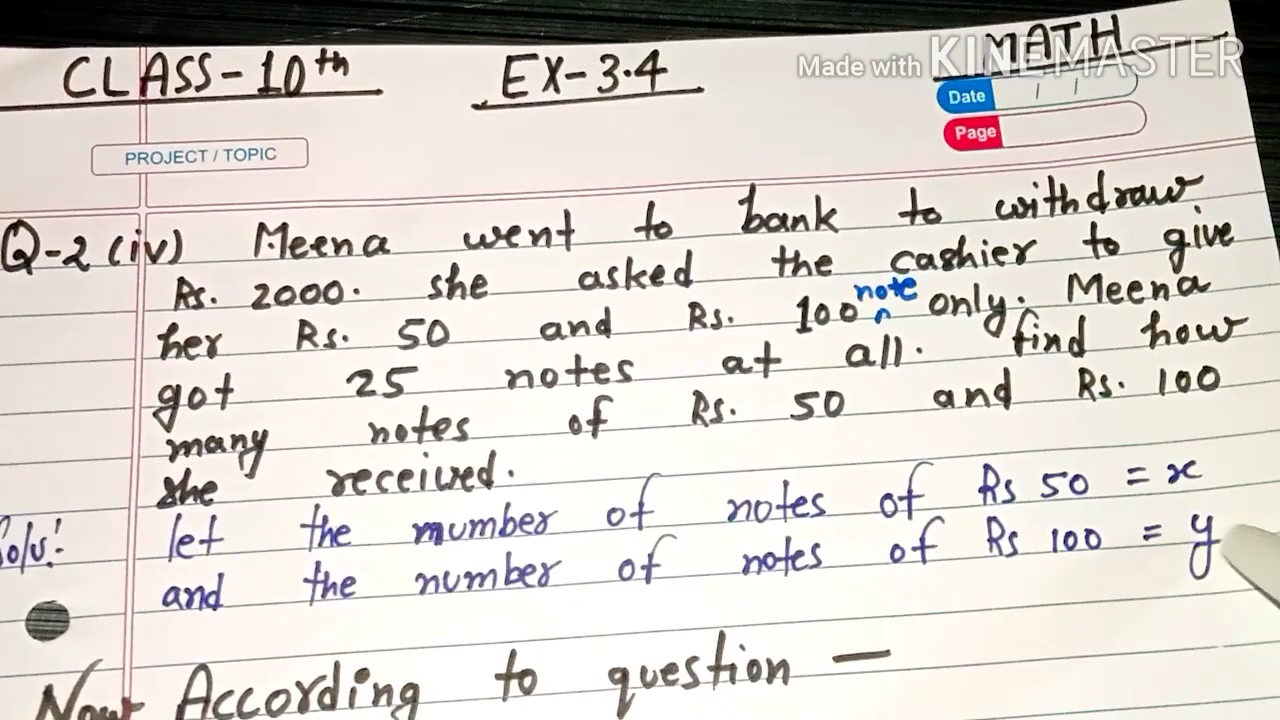 CLASS-10th EX-3.4 MATH
Made with KINEMASTER
Date
Page
PROJECT / TOPIC
Q-2 (iv) Meena went to bank to withdraw
Rs. 2000. she asked the cashier to give
her Rs. 50 and Rs. 100 note only. Meena
got 25 notes at all. find how
many notes of Rs. 50 and Rs. 100
she received.
Solu:- let the number of notes of Rs 50 = x
and the number of notes of Rs 100 = y
Now According to question —